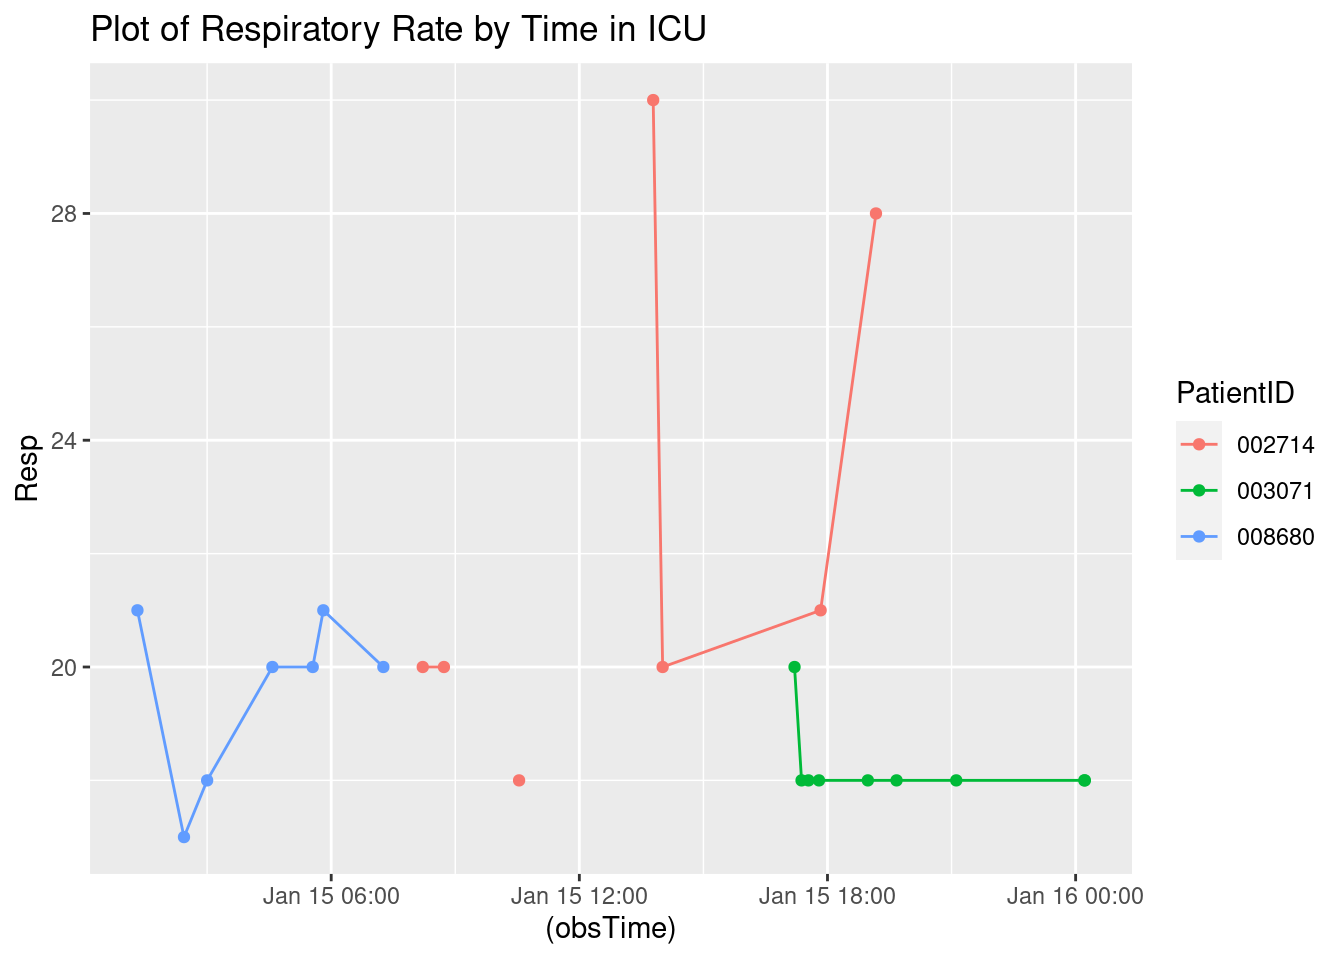 Plot of Respiratory Rate by Time in ICU
Resp
28
24
20
Jan 15 06:00
Jan 15 12:00
Jan 15 18:00
Jan 16 00:00
(obsTime)
PatientID
002714
003071
008680